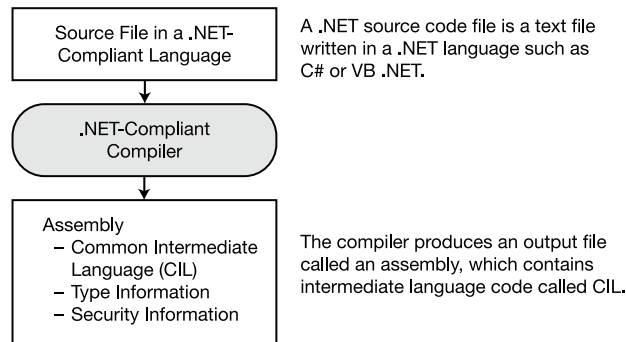 Source File in a .NET-
Compliant Language
A .NET source code file is a text file
written in a .NET language such as
C# or VB .NET.
.NET-Compliant
Compiler
Assembly
– Common Intermediate
Language (CIL)
– Type Information
– Security Information
The compiler produces an output file
called an assembly, which contains
intermediate language code called CIL.